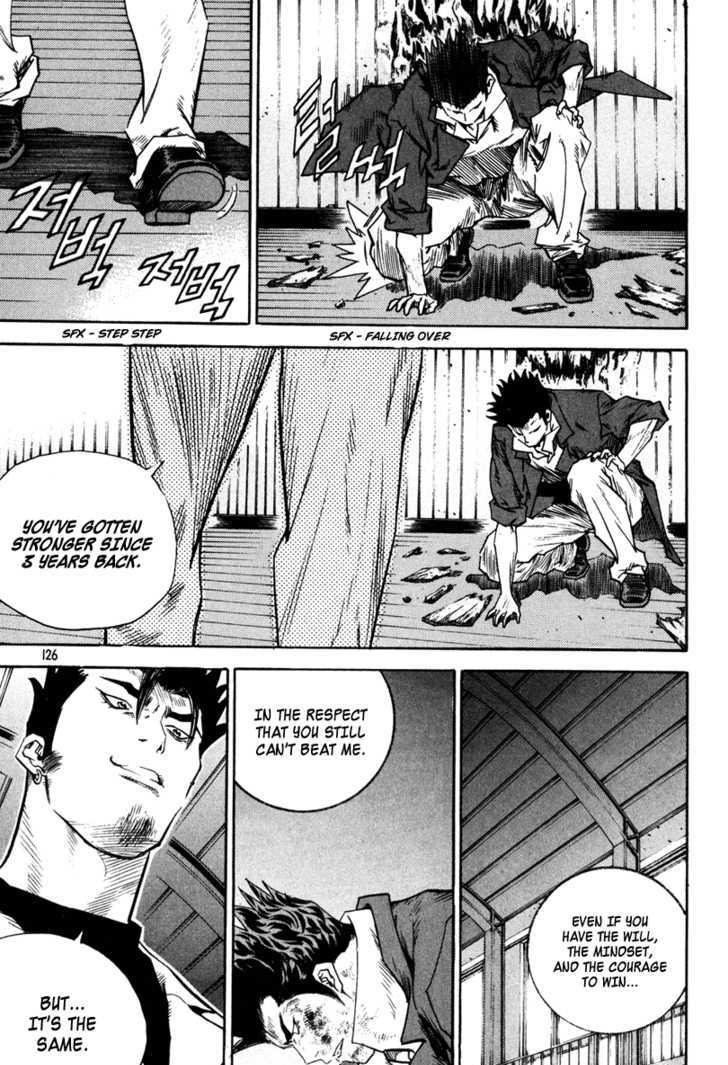 저벅
저벅
SFX - STEP STEP
털
썩
SFX - FALLING OVER
YOU'VE GOTTEN
STRONGER SINCE
3 YEARS BACK.
126
BUT...
IT'S THE
SAME.
IN THE RESPECT
THAT YOU STILL
CAN'T BEAT ME.
EVEN IF YOU
HAVE THE WILL,
THE MINDSET,
AND THE COURAGE
TO WIN...